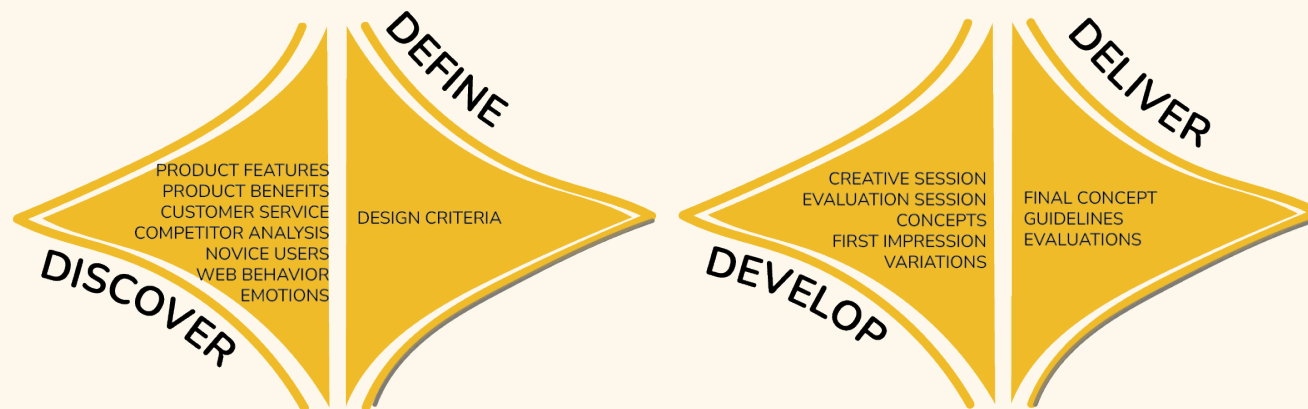 DISCOVER
PRODUCT FEATURES
PRODUCT BENEFITS
CUSTOMER SERVICE
COMPETITOR ANALYSIS
NOVICE USERS
WEB BEHAVIOR
EMOTIONS
DEFINE
DESIGN CRITERIA
DEVELOP
CREATIVE SESSION
EVALUATION SESSION
CONCEPTS
FIRST IMPRESSION
VARIATIONS
DELIVER
FINAL CONCEPT
GUIDELINES
EVALUATIONS